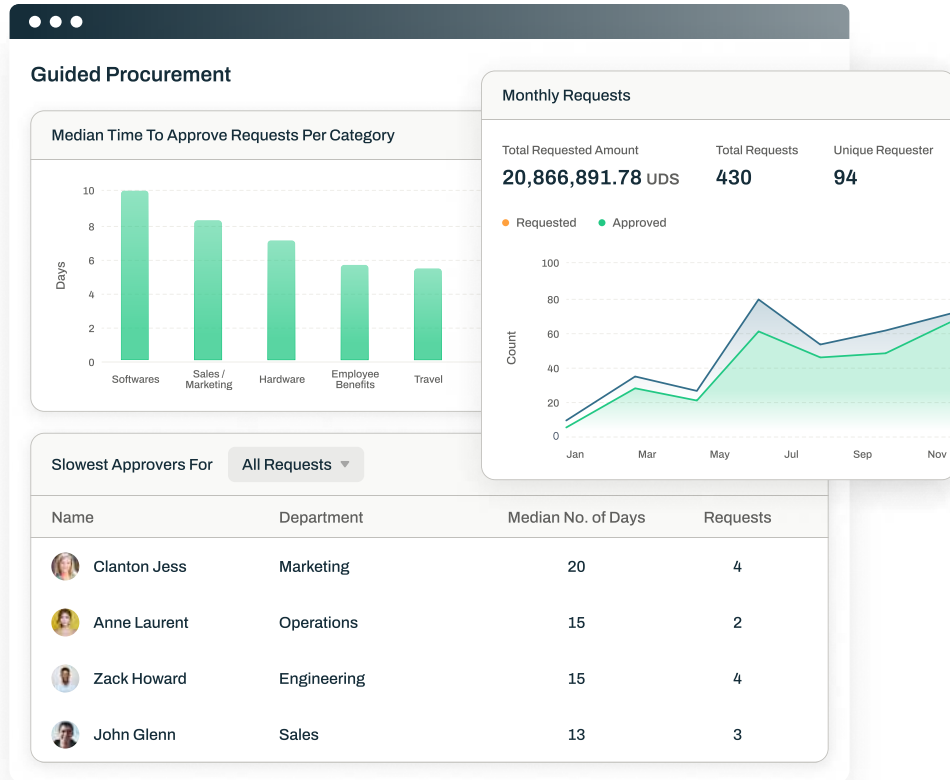 Guided Procurement
Median Time To Approve Requests Per Category
Days
10
8
6
4
2
0
Softwares
Sales /
Marketing
Hardware
Employee
Benefits
Travel
Monthly Requests
Total Requested Amount Total Requests Unique Requester
20,866,891.78 UDS 430 94
Requested Approved
Count
100
80
60
40
20
0
Jan Mar May Jul Sep Nov
Slowest Approvers For All Requests
Name Department Median No. of Days Requests
Clanton Jess Marketing 20 4
Anne Laurent Operations 15 2
Zack Howard Engineering 15 4
John Glenn Sales 13 3